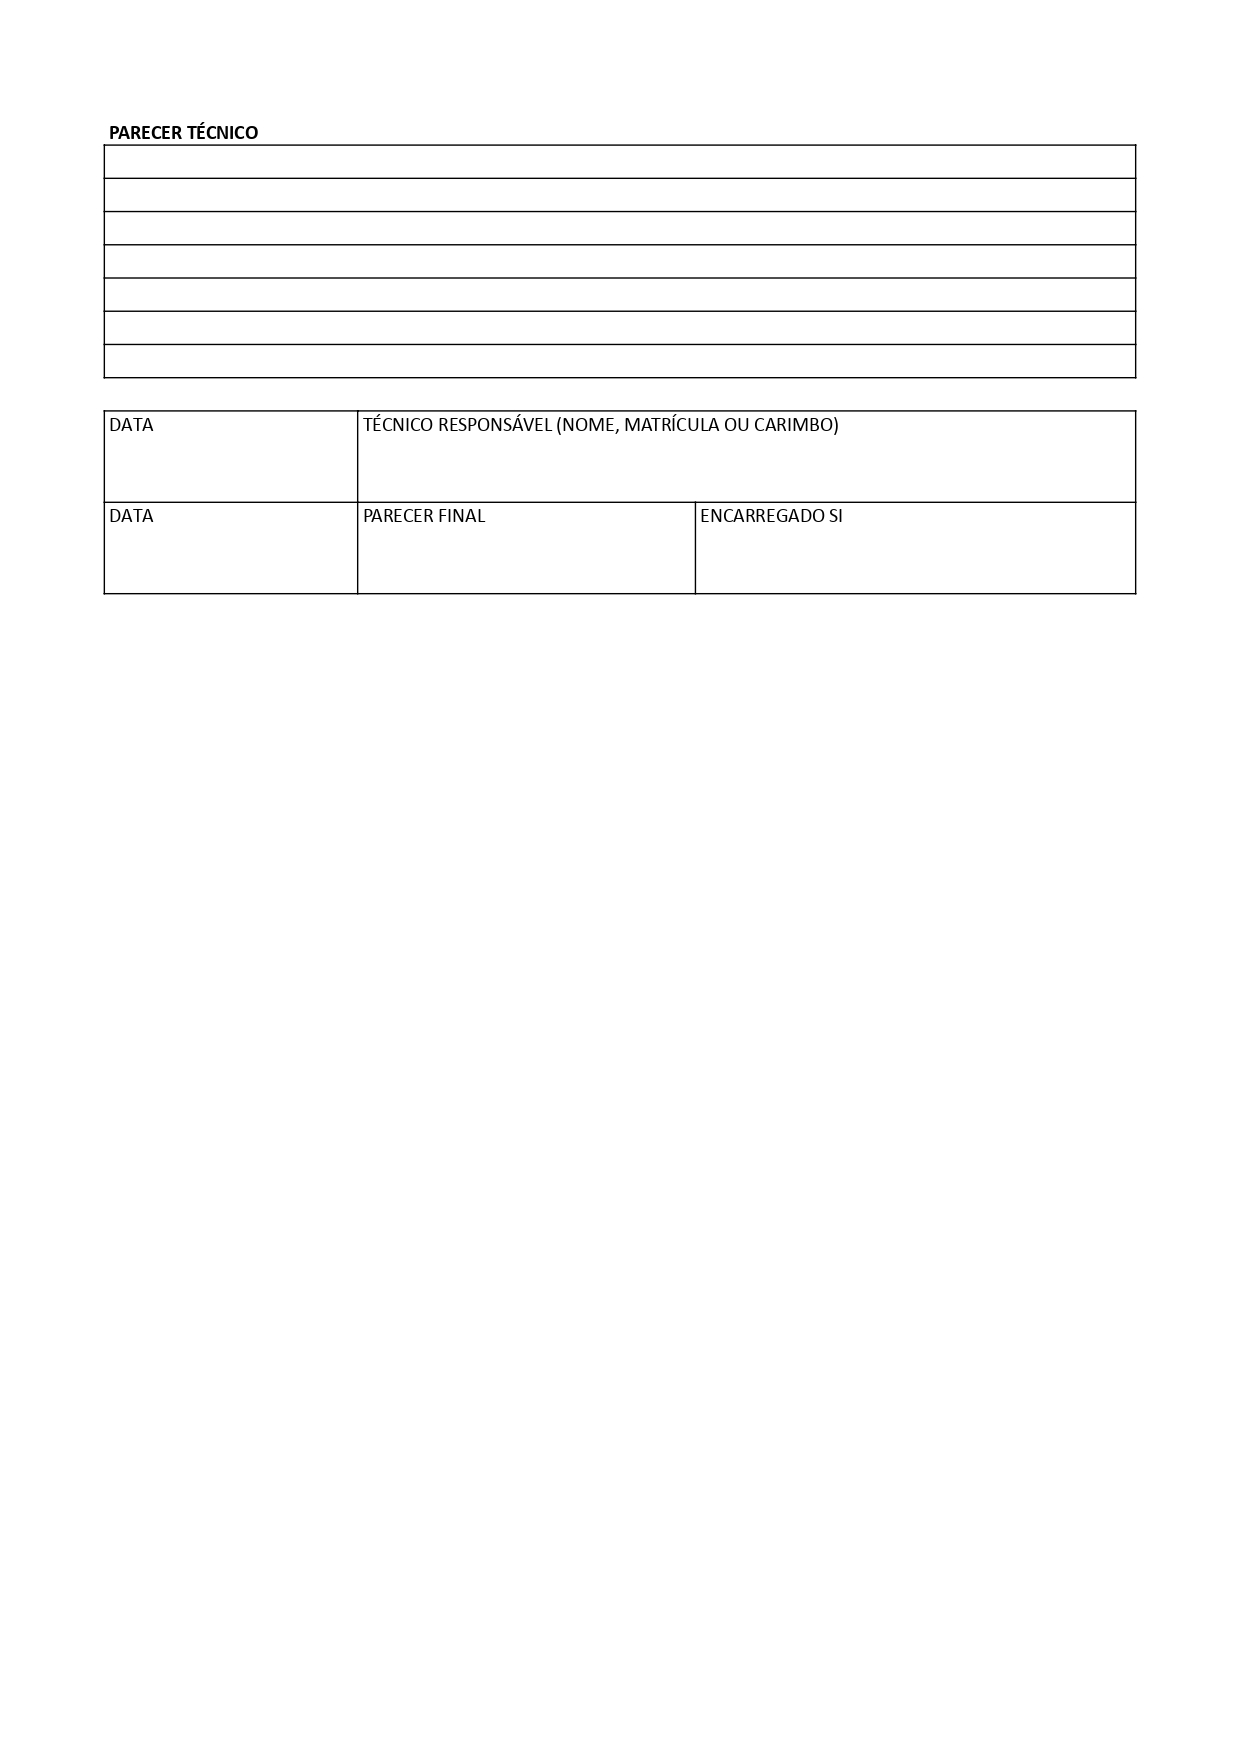 PARECER TÉCNICO
DATA
TÉCNICO RESPONSÁVEL (NOME, MATRÍCULA OU CARIMBO)
DATA
PARECER FINAL
ENCARREGADO SI